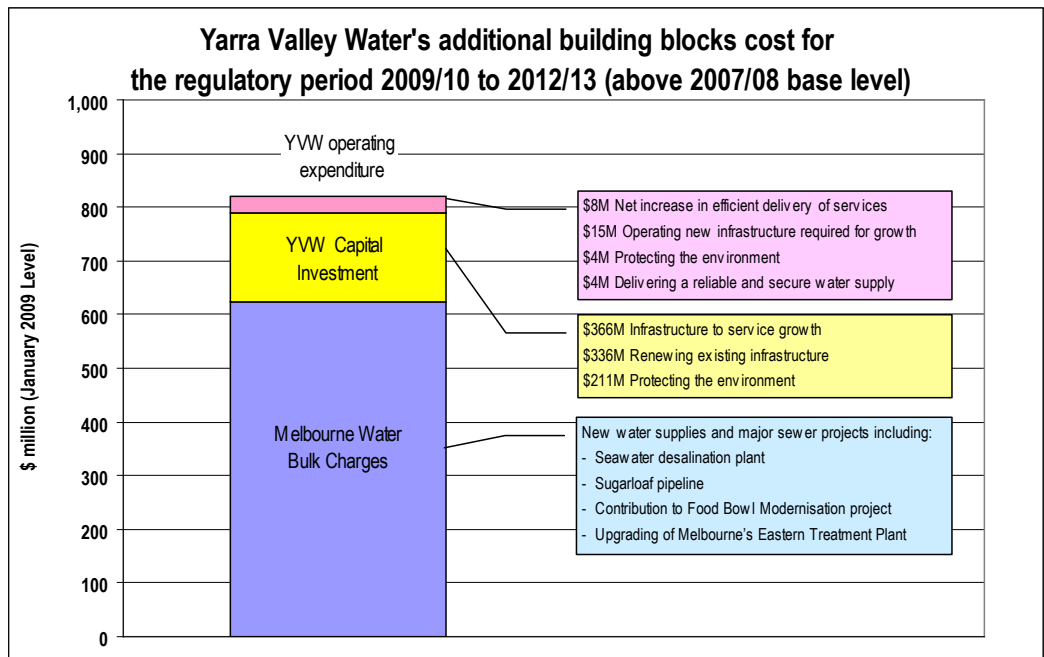 Yarra Valley Water's additional building blocks cost for
the regulatory period 2009/10 to 2012/13 (above 2007/08 base level)
$ million (January 2009 Level)
1,000
900
800
700
600
500
400
300
200
100
0
YVW operating
expenditure
YVW Capital
Investment
Melbourne Water
Bulk Charges
$8M Net increase in efficient delivery of services
$15M Operating new infrastructure required for growth
$4M Protecting the environment
$4M Delivering a reliable and secure water supply
$366M Infrastructure to service growth
$336M Renewing existing infrastructure
$211M Protecting the environment
New water supplies and major sewer projects including:
- Seawater desalination plant
- Sugarloaf pipeline
- Contribution to Food Bowl Modernisation project
- Upgrading of Melbourne's Eastern Treatment Plant